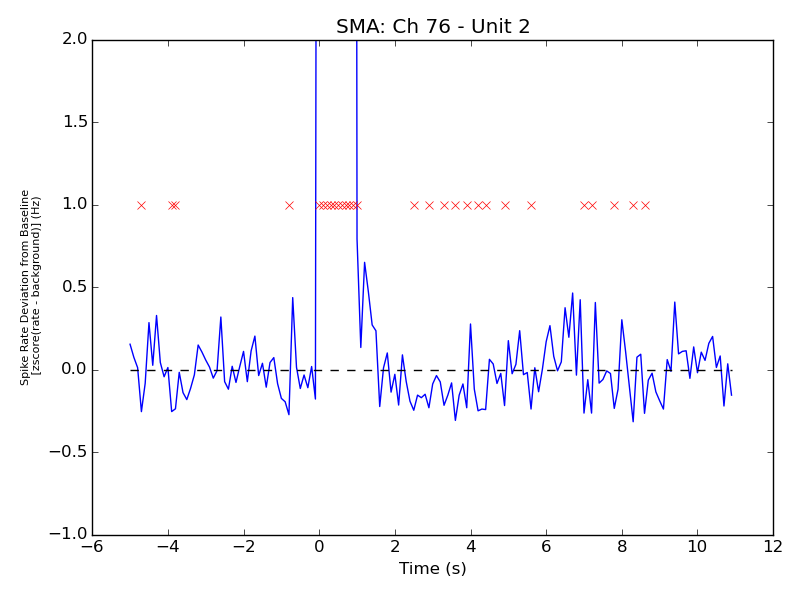 SMA: Ch 76 - Unit 2
2.0
1.5
1.0
0.5
0.0
−0.5
−1.0
Spike Rate Deviation from Baseline
[zscore(rate - background)] (Hz)
−6 −4 −2 0 2 4 6 8 10 12
Time (s)